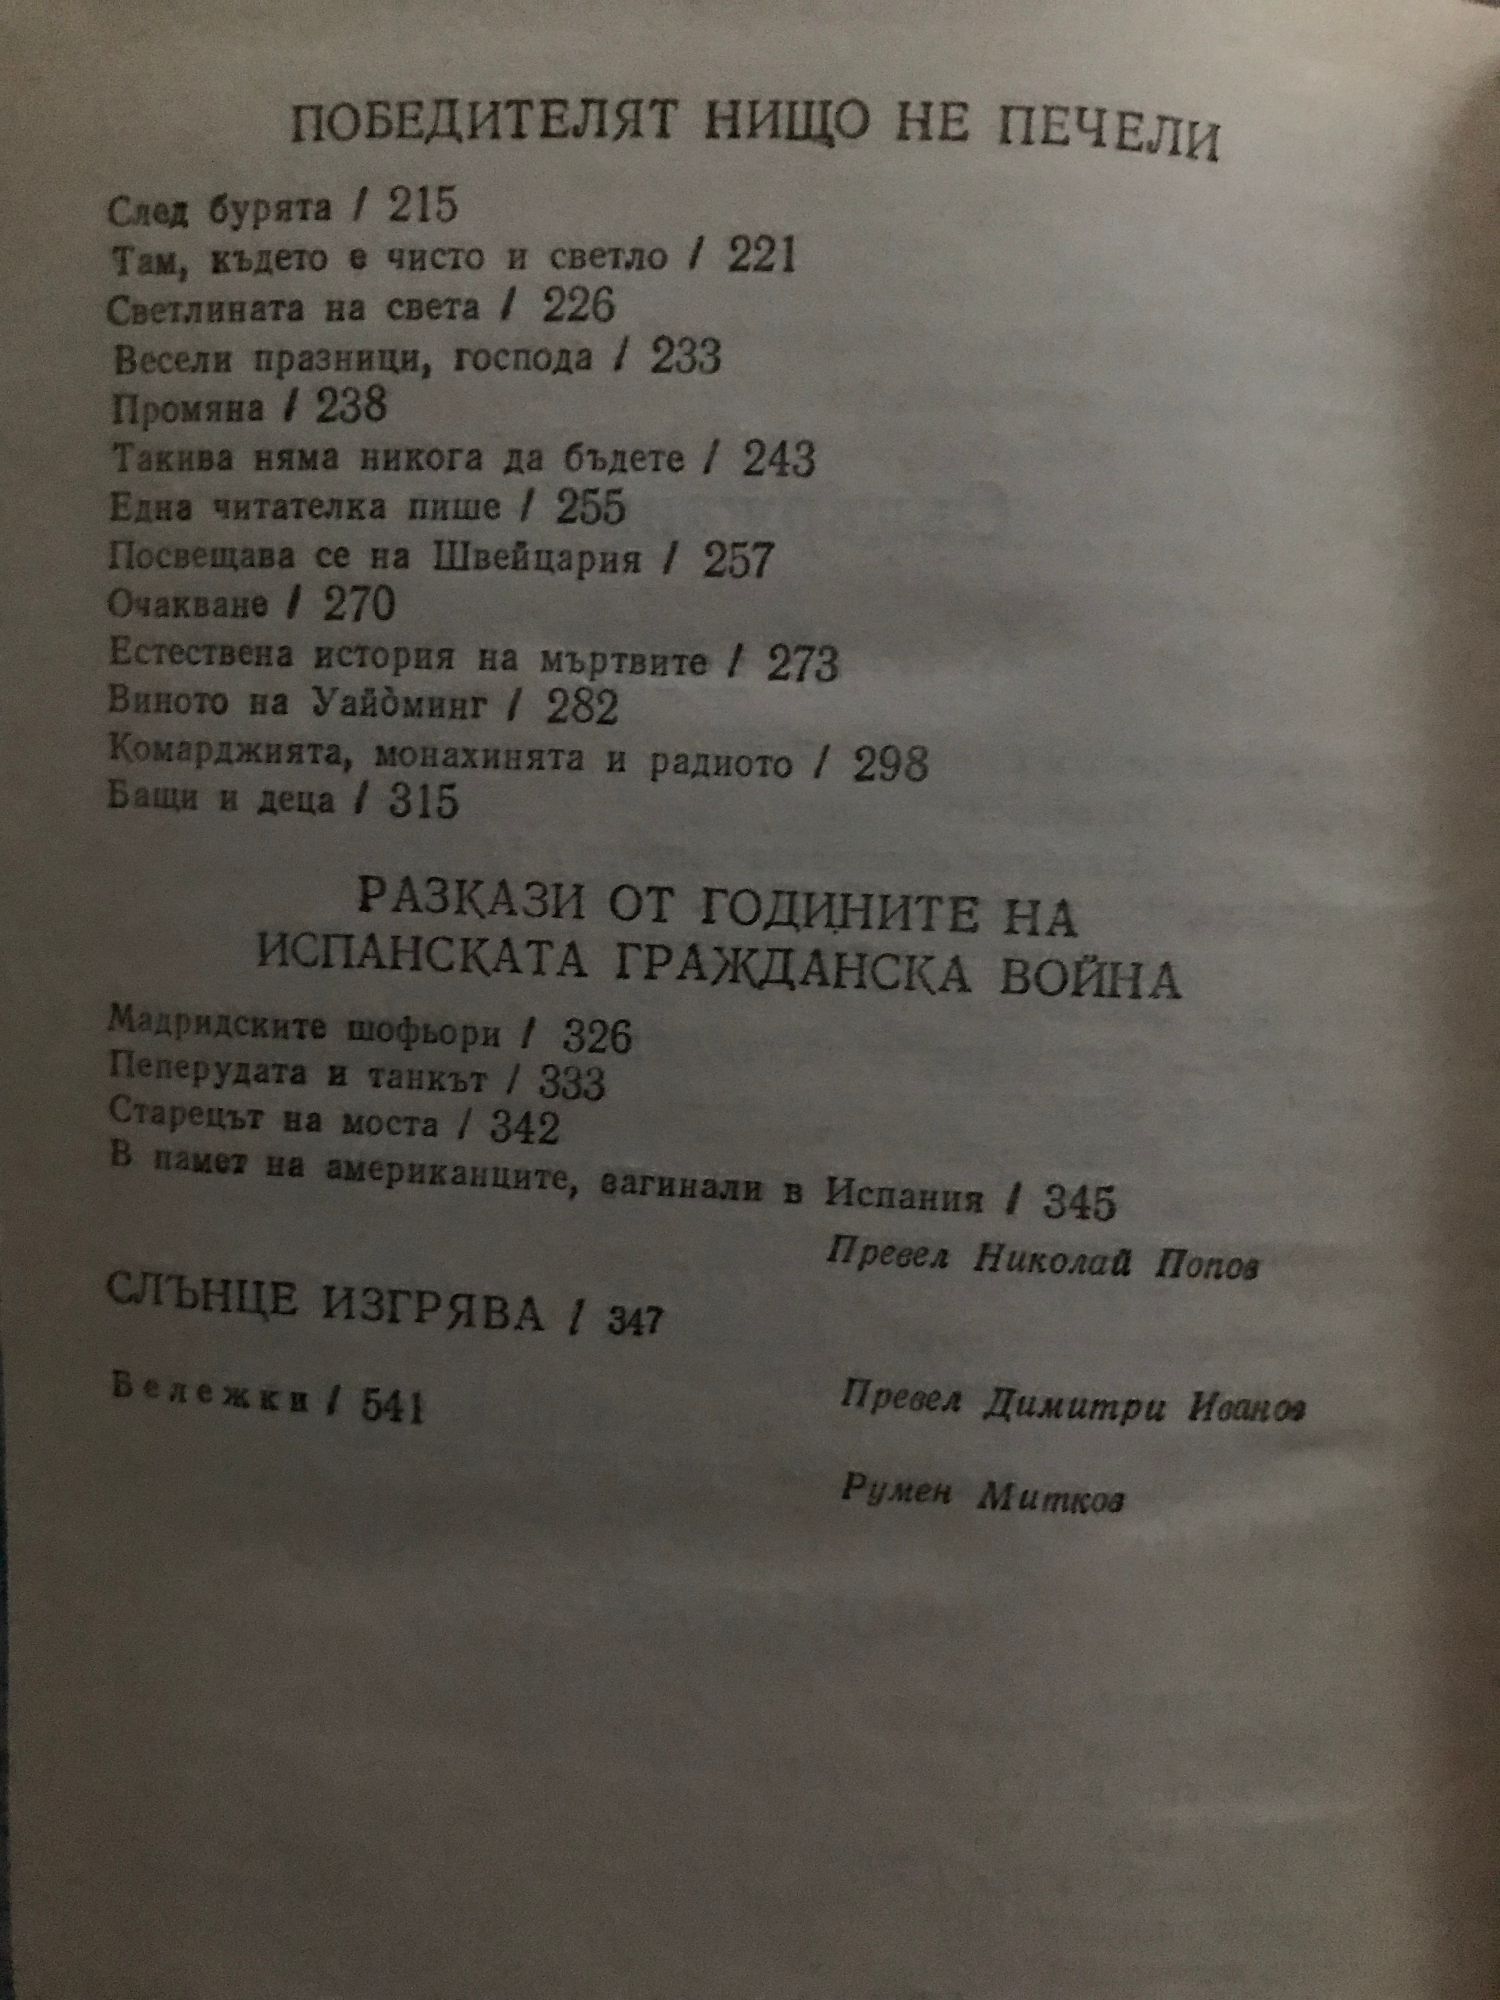 ПОБЕДИТЕЛЯТ НИЩО НЕ ПЕЧЕЛИ
След бурята / 215
Там, където е чисто и светло / 221
Светлината на света / 226
Весели празници, господа / 233
Промяна / 238
Такива няма никога да бъдете / 243
Една читателка пише / 255
Посвещава се на Швейцария / 257
Очакване / 270
Естествена история на мъртвите / 273
Виното на Уайоминг / 282
Комарджията, монахинята и радиото / 298
Бащи и деца / 315
РАЗКАЗИ ОТ ГОДИНИТЕ НА
ИСПАНСКАТА ГРАЖДАНСКА ВОЙНА
Мадридските шофьори / 326
Пеперудата и танкът / 333
Старецът на моста / 342
В памет на американците, загинали в Испания / 345
Превел Николай Попов
СЛЪНЦЕ ИЗГРЯВА / 347
Превел Димитри Иванов
Бележки / 541
Румен Митков